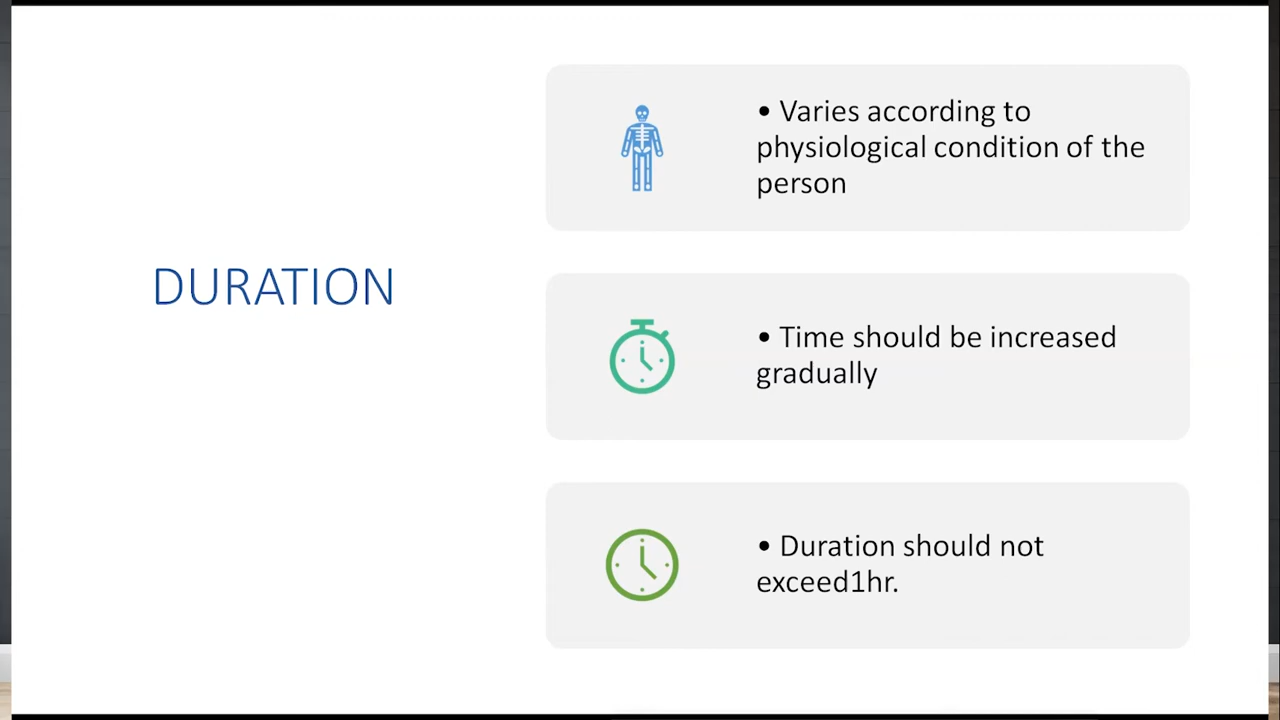 DURATION
• Varies according to
physiological condition of the
person
• Time should be increased
gradually
• Duration should not
exceed1hr.